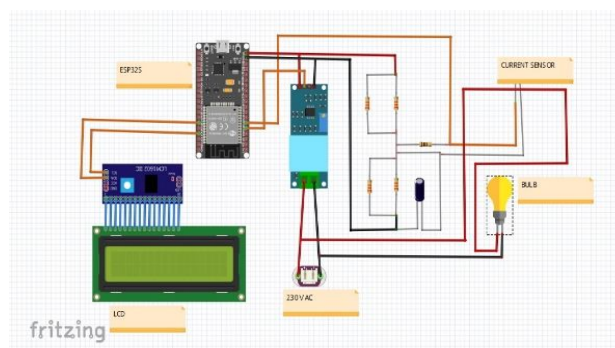 ESP32S
CURRENT SENSOR
BULB
230 V AC
LCD
fritzing